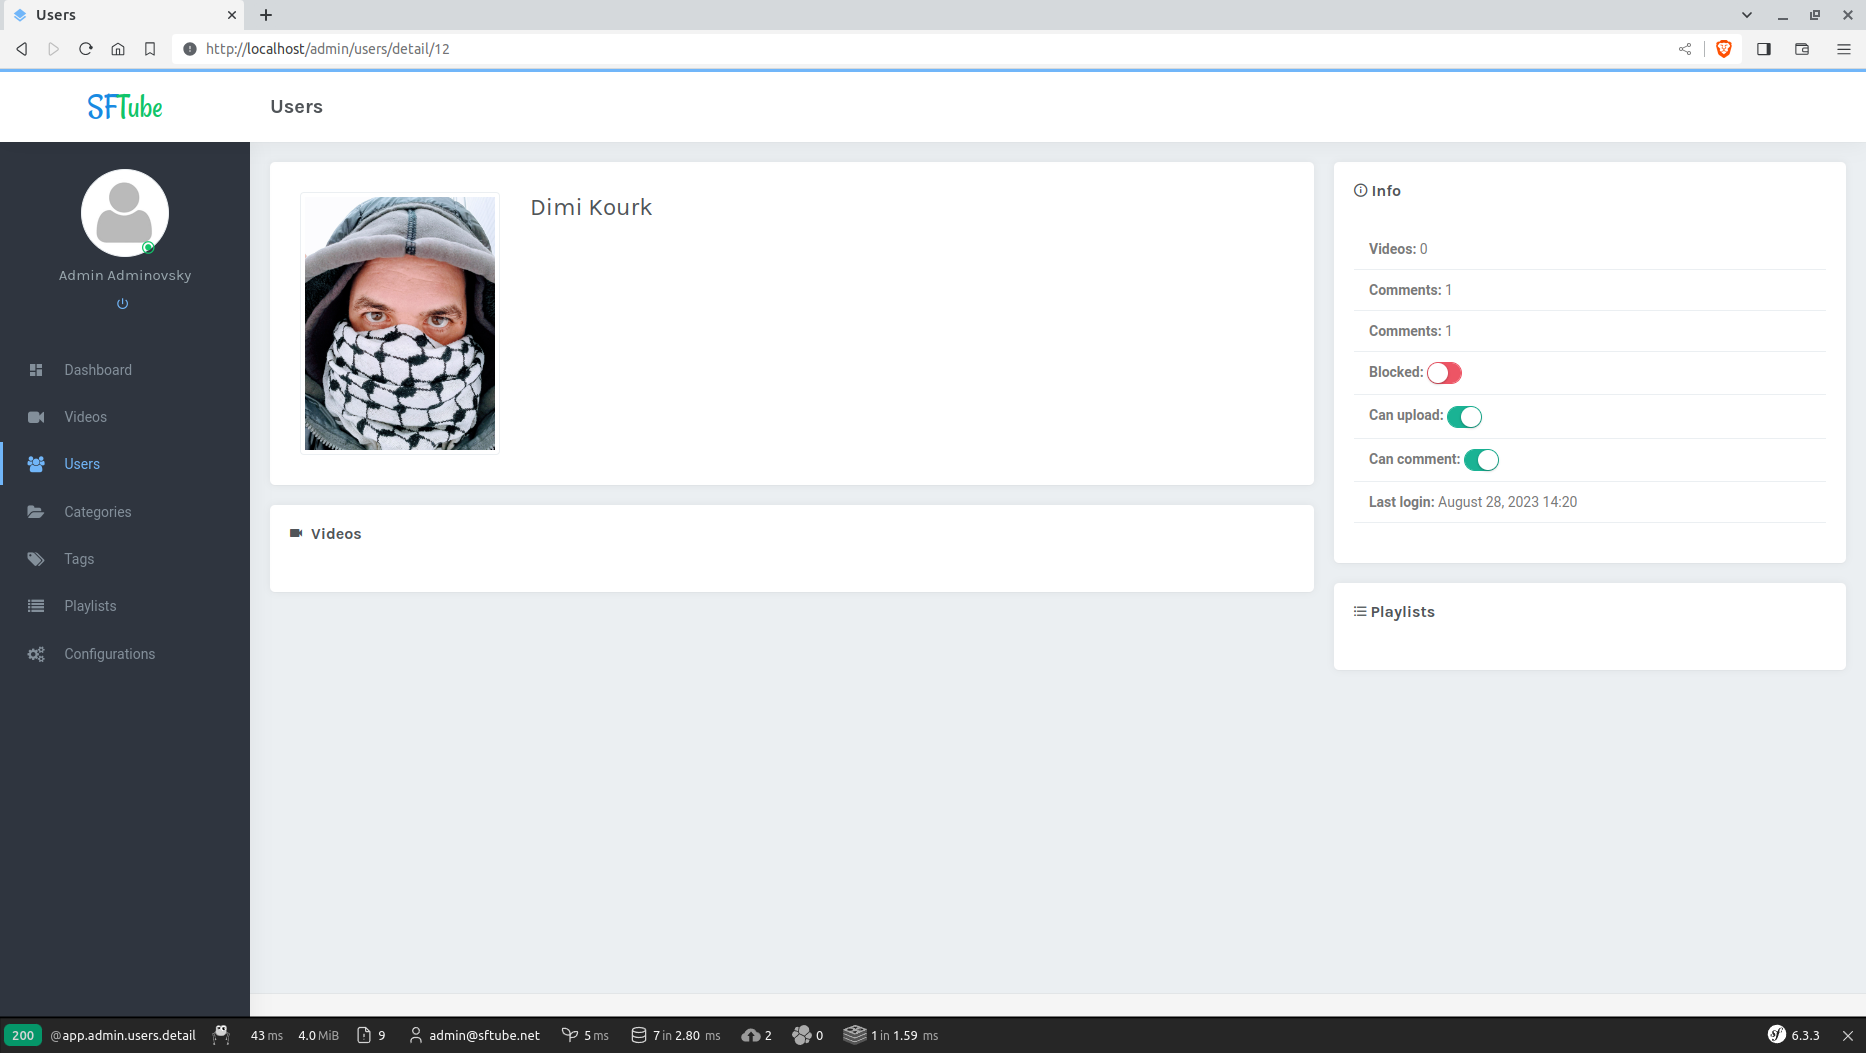 Users
http://localhost/admin/users/detail/12
SFTube
Users
Admin Adminovsky
Dashboard
Videos
Users
Categories
Tags
Playlists
Configurations
Dimi Kourk
Videos
Info
Videos: 0
Comments: 1
Comments: 1
Blocked:
Can upload:
Can comment:
Last login: August 28, 2023 14:20
Playlists
200 @app.admin.users.detail 43 ms 4.0 MiB 9 admin@sftube.net 5 ms 7 in 2.80 ms 2 0 1 in 1.59 ms sf 6.3.3